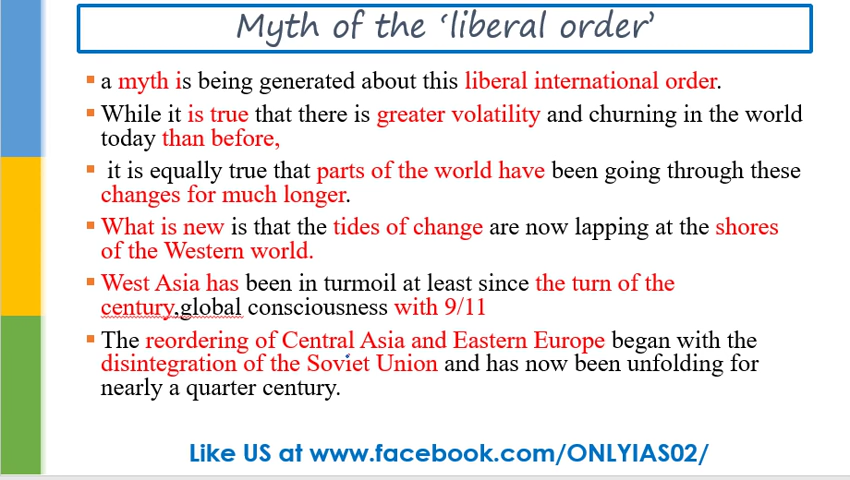 Myth of the ‘liberal order’
a myth is being generated about this liberal international order.
While it is true that there is greater volatility and churning in the world
today than before,
it is equally true that parts of the world have been going through these
changes for much longer.
What is new is that the tides of change are now lapping at the shores
of the Western world.
West Asia has been in turmoil at least since the turn of the
century,global consciousness with 9/11
The reordering of Central Asia and Eastern Europe began with the
disintegration of the Soviet Union and has now been unfolding for
nearly a quarter century.
Like US at www.facebook.com/ONLYIAS02/